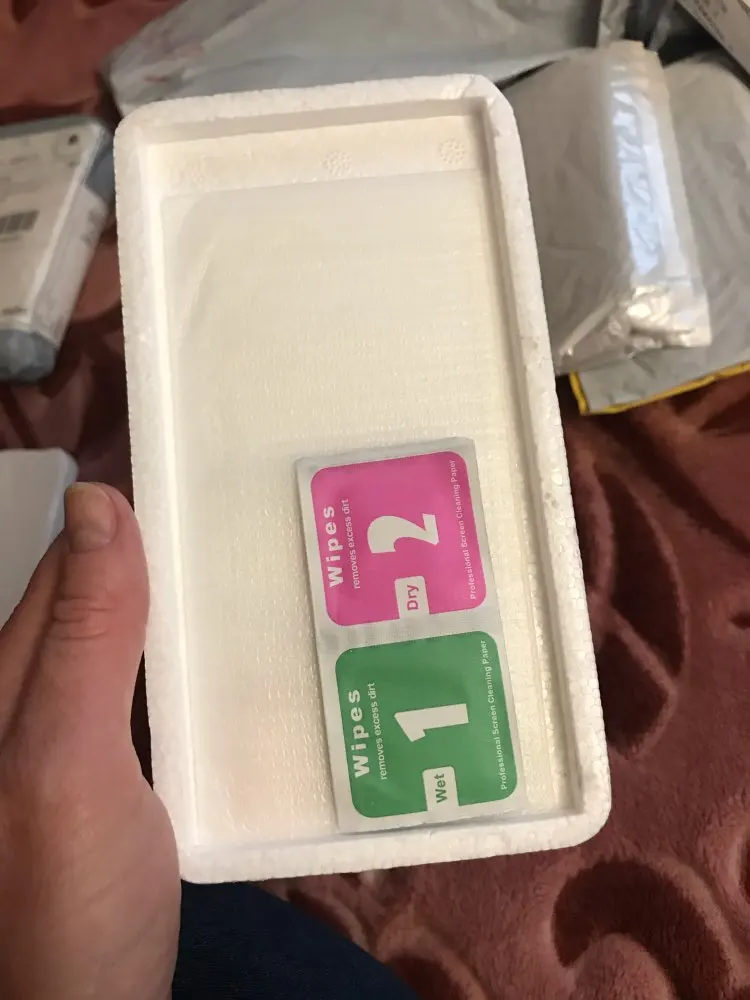 Wipes
removes excess dirt
2
Dry
Professional Screen Cleaning Paper
Wipes
removes excess dirt
1
Wet
Professional Screen Cleaning Paper